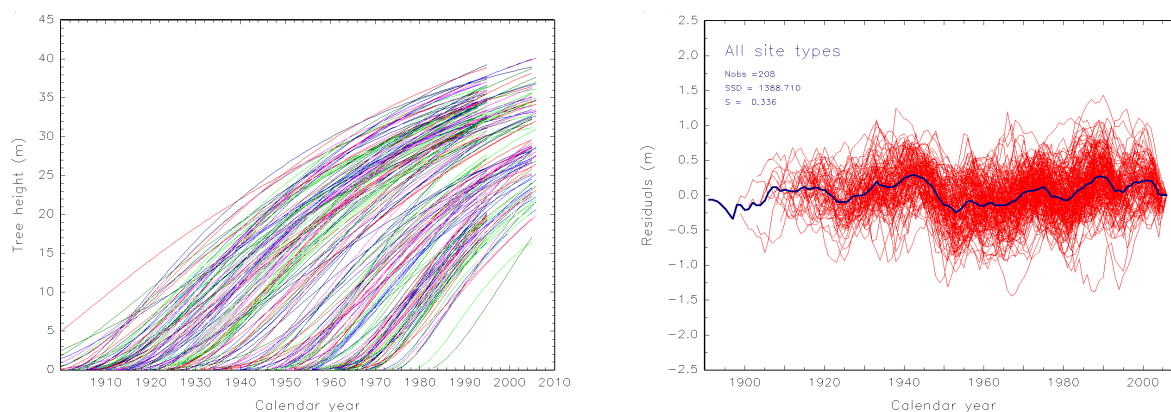 45
40
35
30
25
20
15
10
5
0
Tree height (m)
1910 1920 1930 1940 1950 1960 1970 1980 1990 2000 2010
Calendar year
2.5
2.0
1.5
1.0
0.5
0.0
-0.5
-1.0
-1.5
-2.0
-2.5
Residuals (m)
All site types
Nobs =208
SSD = 1388.710
S = 0.336
1900 1920 1940 1960 1980 2000
Calendar year